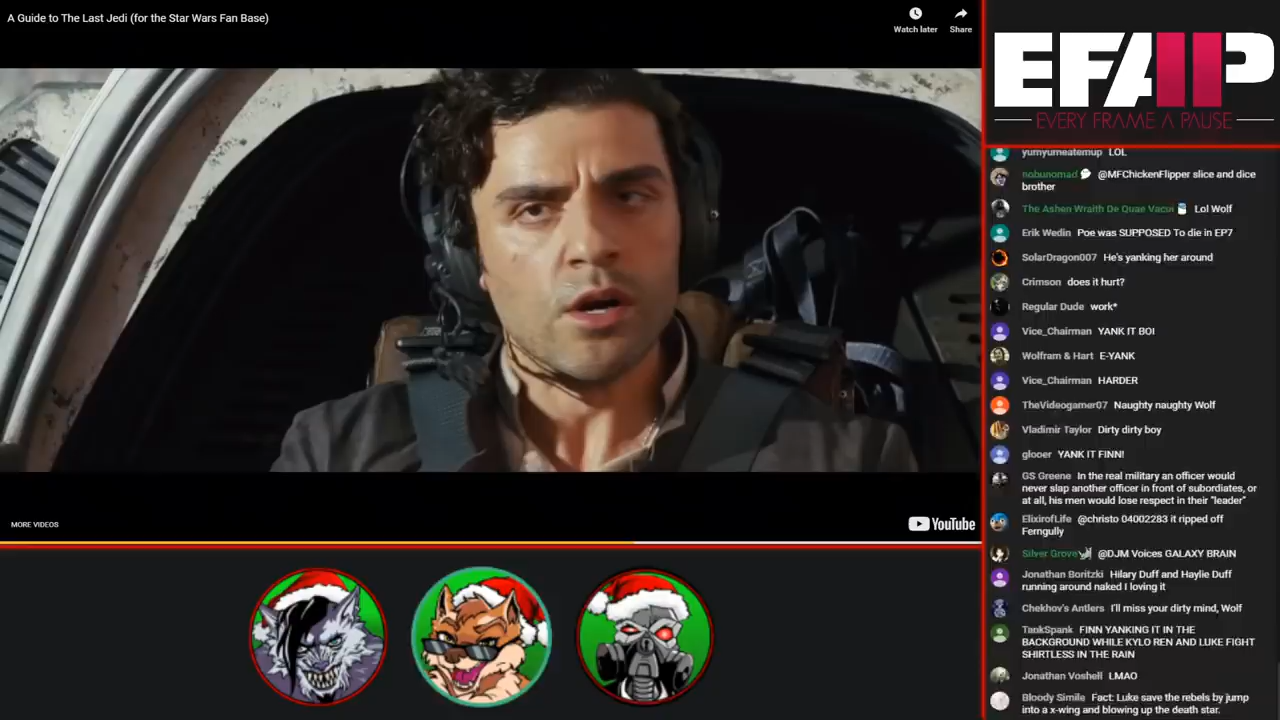 A Guide to The Last Jedi (for the Star Wars Fan Base)
Watch later
Share
MORE VIDEOS
YouTube
EFAP
EVERY FRAME A PAUSE
yumyumeatemup LOL
nobunomad @MFChickenFlipper slice and dice
brother
The Ashen Wraith De Quae Vacui Lol Wolf
Erik Wedin Poe was SUPPOSED To die in EP7
SolarDragon007 He's yanking her around
Crimson does it hurt?
Regular Dude work*
Vice_Chairman YANK IT BOI
Wolfram & Hart E-YANK
Vice_Chairman HARDER
TheVideogamer07 Naughty naughty Wolf
Vladimir Taylor Dirty dirty boy
glooer YANK IT FINN!
GS Greene In the real military an officer would
never slap another officer in front of subordiates, or
at all, his men would lose respect in their "leader"
ElixirofLife @christo 04002283 it ripped off
Ferngully
Silver Grove @DJM Voices GALAXY BRAIN
Jonathan Boritzki Hilary Duff and Haylie Duff
running around naked I loving it
Chekhov's Antlers I'll miss your dirty mind, Wolf
TankSpank FINN YANKING IT IN THE
BACKGROUND WHILE KYLO REN AND LUKE FIGHT
SHIRTLESS IN THE RAIN
Jonathan Voshell LMAO
Bloody Simile Fact: Luke save the rebels by jump
into a x-wing and blowing up the death star.